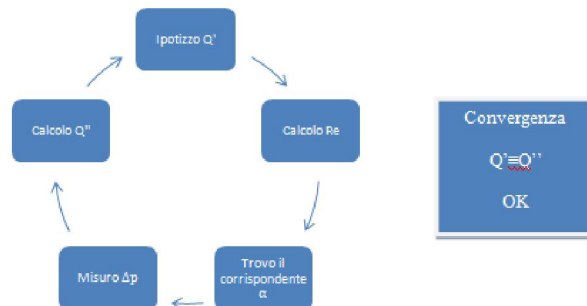 Ipotizzo Q'
Calcolo Re
Trovo il
corrispondente
α
Misuro Δp
Calcolo Q''
Convergenza
Q’≡Q’’
OK